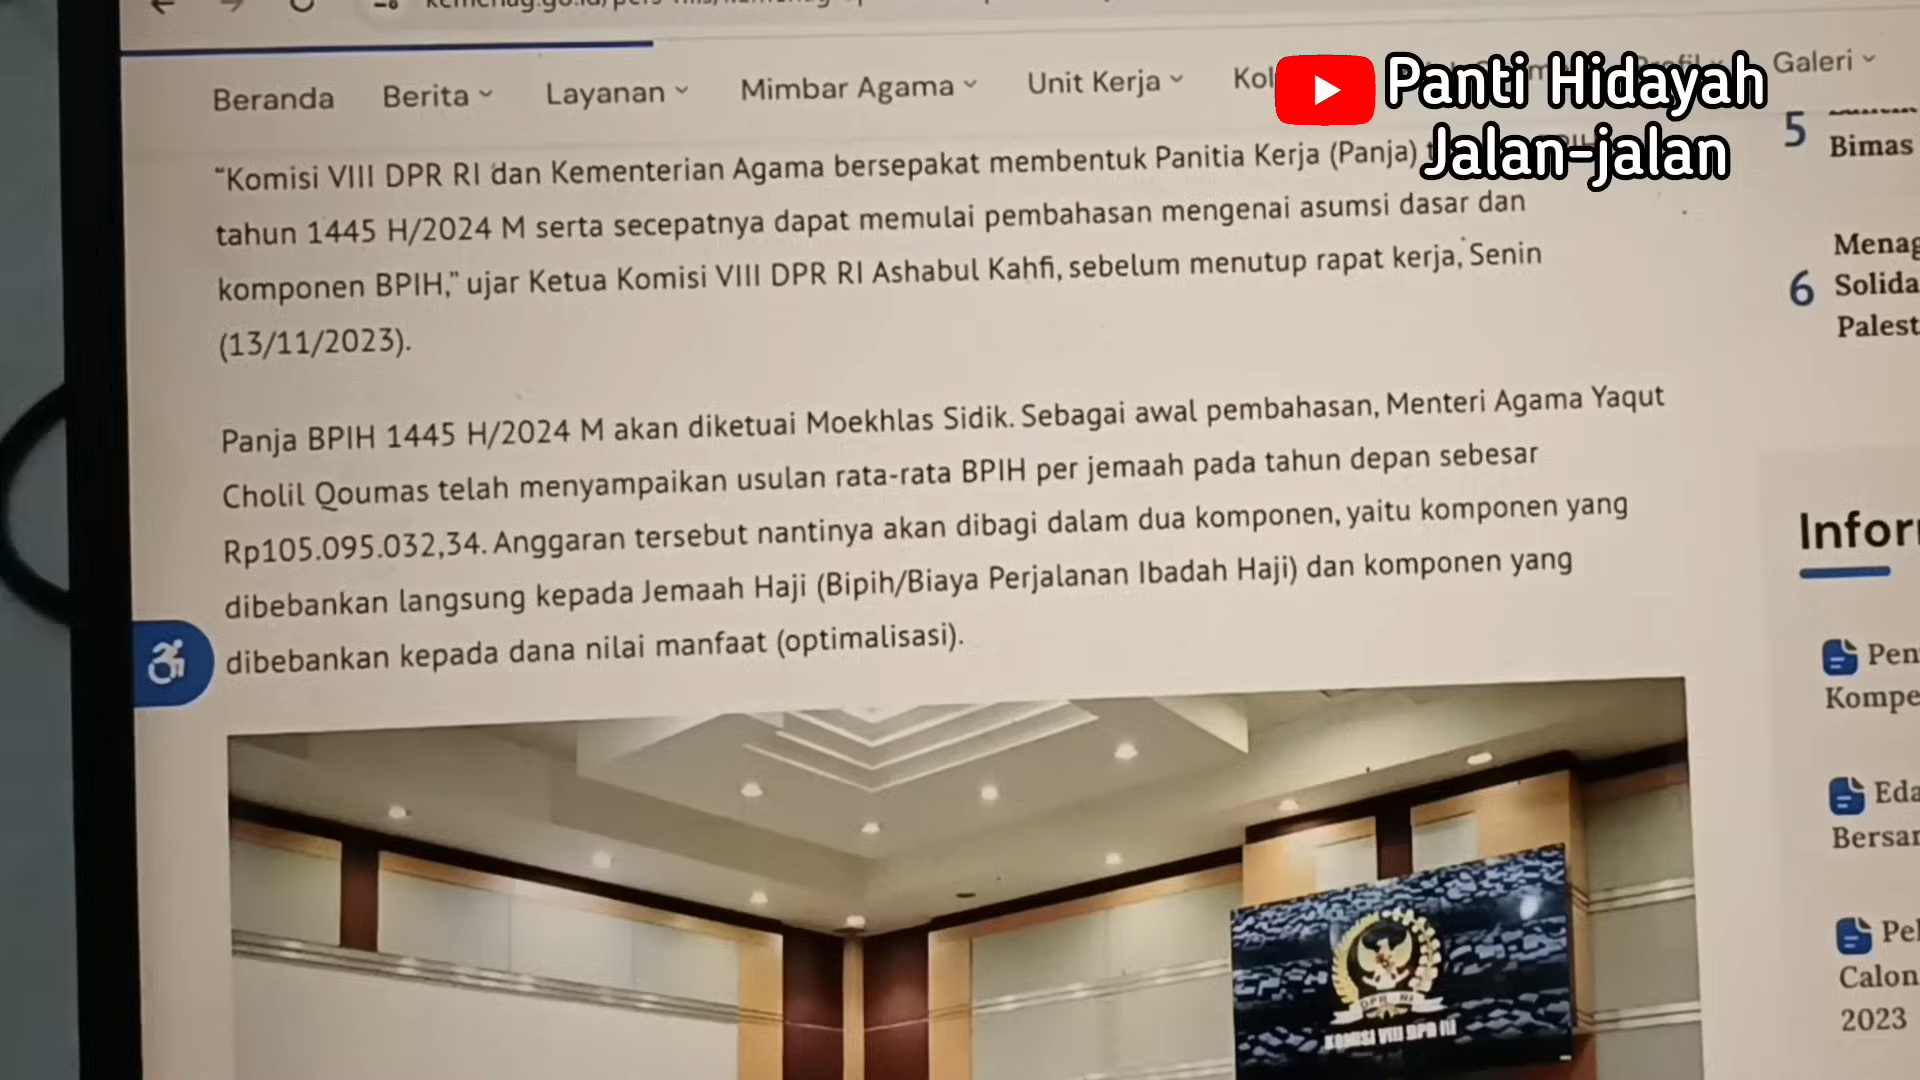 Beranda Berita Layanan Mimbar Agama Unit Kerja Galeri
Panti Hidayah
Jalan-jalan
“Komisi VIII DPR RI dan Kementerian Agama bersepakat membentuk Panitia Kerja (Panja)
tahun 1445 H/2024 M serta secepatnya dapat memulai pembahasan mengenai asumsi dasar dan
komponen BPIH,” ujar Ketua Komisi VIII DPR RI Ashabul Kahfi, sebelum menutup rapat kerja, Senin
(13/11/2023).
Panja BPIH 1445 H/2024 M akan diketuai Moekhlas Sidik. Sebagai awal pembahasan, Menteri Agama Yaqut
Cholil Qoumas telah menyampaikan usulan rata-rata BPIH per jemaah pada tahun depan sebesar
Rp105.095.032,34. Anggaran tersebut nantinya akan dibagi dalam dua komponen, yaitu komponen yang
dibebankan langsung kepada Jemaah Haji (Bipih/Biaya Perjalanan Ibadah Haji) dan komponen yang
dibebankan kepada dana nilai manfaat (optimalisasi).
DPR - RI
KOMISI VIII DPR RI
5
Bimas
6
Menag
Solida
Palest
Infor
Pen
Kompe
Eda
Bersa
Pel
Calon
2023